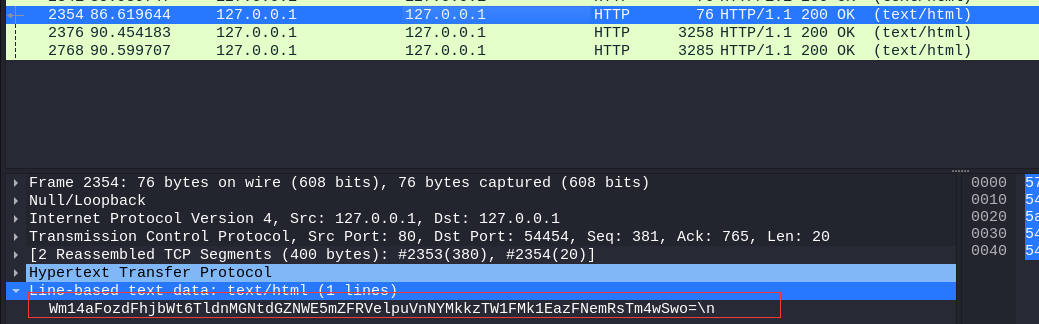 2354 86.619644 127.0.0.1 127.0.0.1 HTTP 76 HTTP/1.1 200 OK (text/html)
2376 90.454183 127.0.0.1 127.0.0.1 HTTP 3258 HTTP/1.1 200 OK (text/html)
2768 90.599707 127.0.0.1 127.0.0.1 HTTP 3285 HTTP/1.1 200 OK (text/html)
Frame 2354: 76 bytes on wire (608 bits), 76 bytes captured (608 bits)
Null/Loopback
Internet Protocol Version 4, Src: 127.0.0.1, Dst: 127.0.0.1
Transmission Control Protocol, Src Port: 80, Dst Port: 54454, Seq: 381, Ack: 765, Len: 20
[2 Reassembled TCP Segments (400 bytes): #2353(380), #2354(20)]
Hypertext Transfer Protocol
Line-based text data: text/html (1 lines)
Wm14aFozdFhjbWt6TldnMGNtdGZNWE5mZFRVelpuVnNYMkkzTW1FMk1EazFNemRsTm4wSwo=\n
0000 57
0010 54
0020 5a
0030 54
0040 54